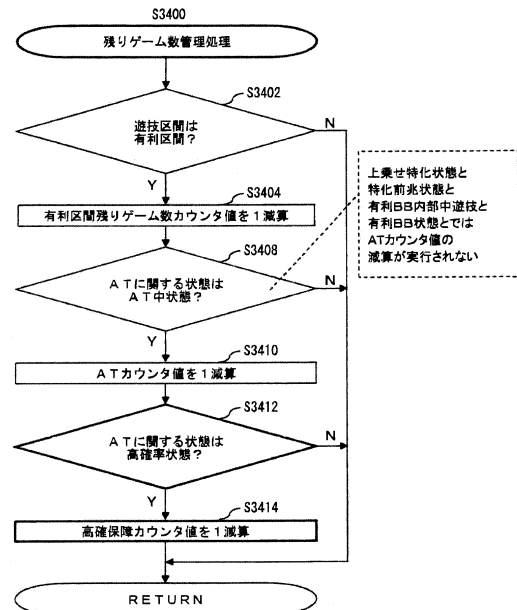 S3400
残りゲーム数管理処理
S3402
遊技区間は
有利区間？
N
Y
上乗せ特化状態と
特化前兆状態と
有利BB内部中遊技と
有利BB状態とでは
ATカウンタ値の
減算が実行されない
S3404
有利区間残りゲーム数カウンタ値を１減算
S3408
ＡＴに関する状態は
ＡＴ中状態？
N
Y
S3410
ＡＴカウンタ値を１減算
S3412
ＡＴに関する状態は
高確率状態？
N
Y
S3414
高確保障カウンタ値を１減算
ＲＥＴＵＲＮ